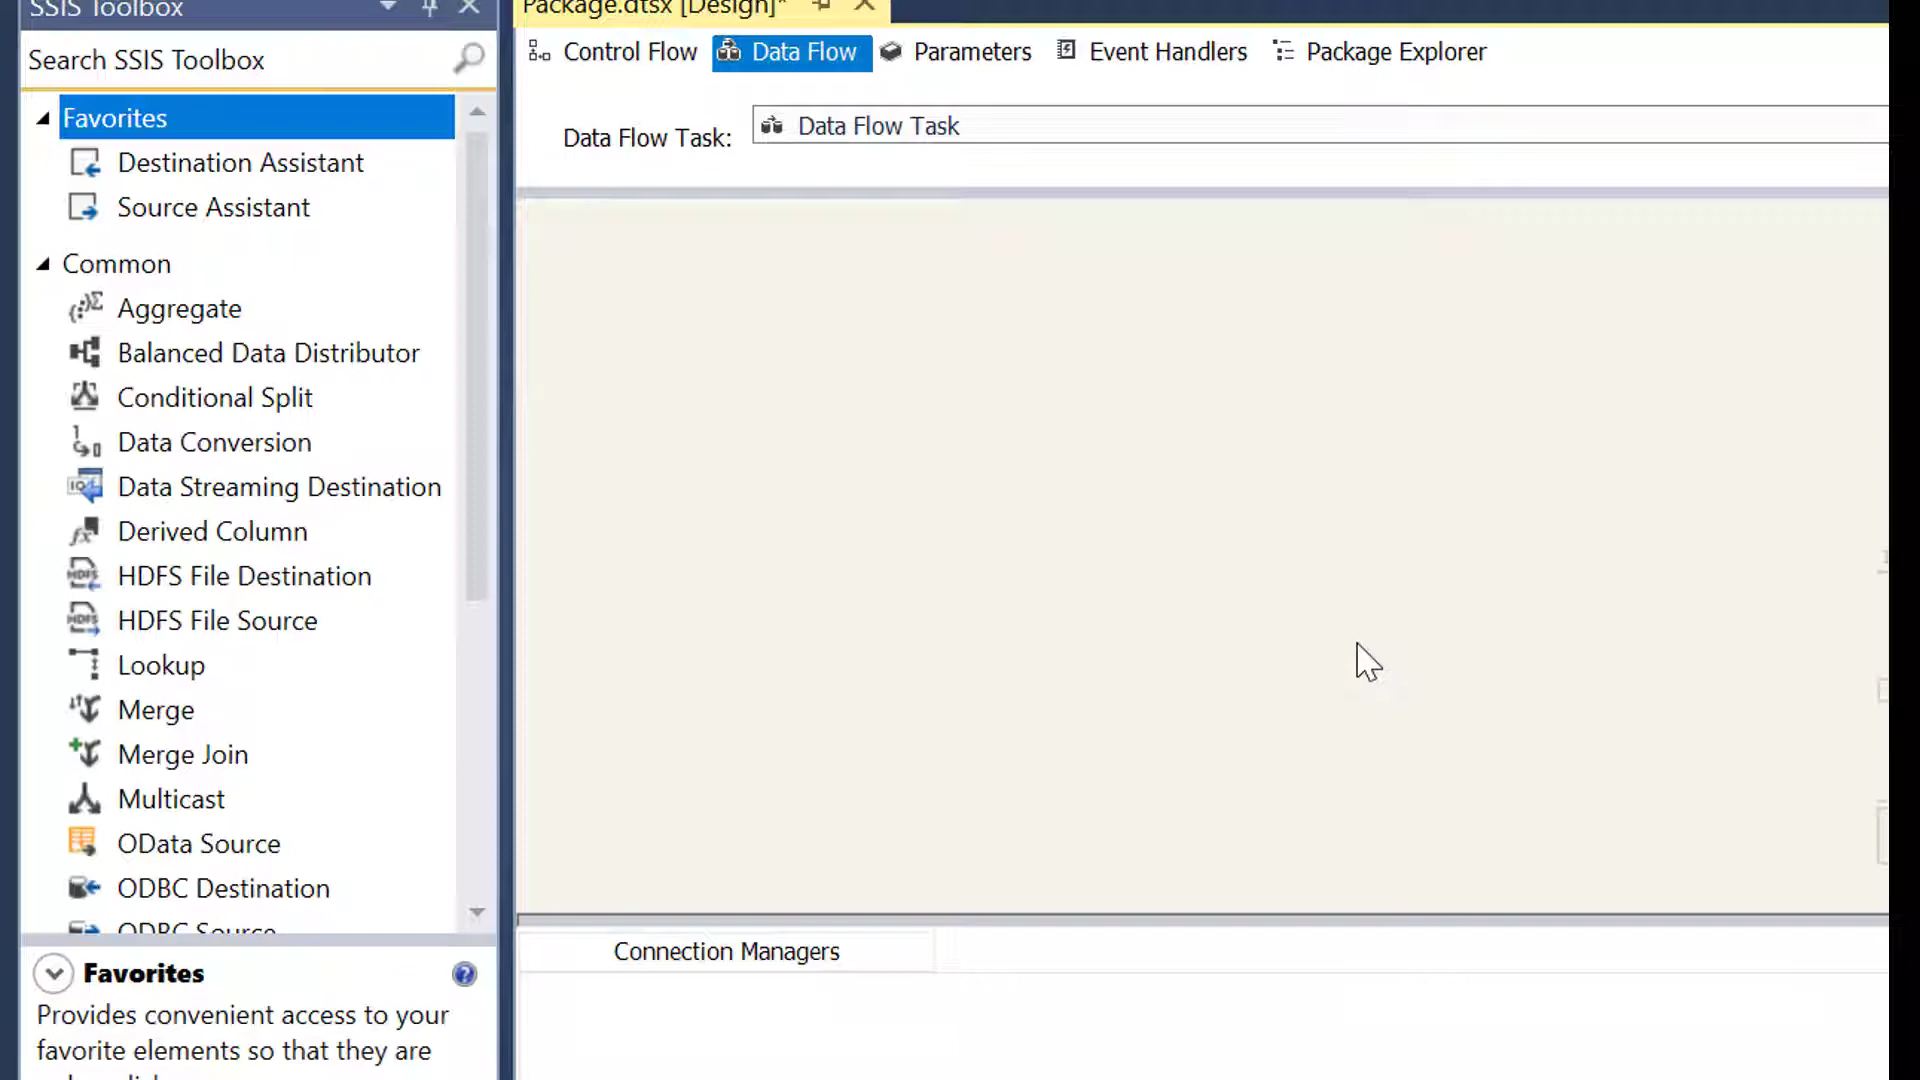 SSIS Toolbox
Search SSIS Toolbox
Favorites
Destination Assistant
Source Assistant
Common
Aggregate
Balanced Data Distributor
Conditional Split
Data Conversion
Data Streaming Destination
Derived Column
HDFS File Destination
HDFS File Source
Lookup
Merge
Merge Join
Multicast
OData Source
ODBC Destination
ODBC Source
Favorites
Provides convenient access to your
favorite elements so that they are
Package.dtsx [Design]*
Control Flow
Data Flow
Parameters
Event Handlers
Package Explorer
Data Flow Task:
Data Flow Task
Connection Managers